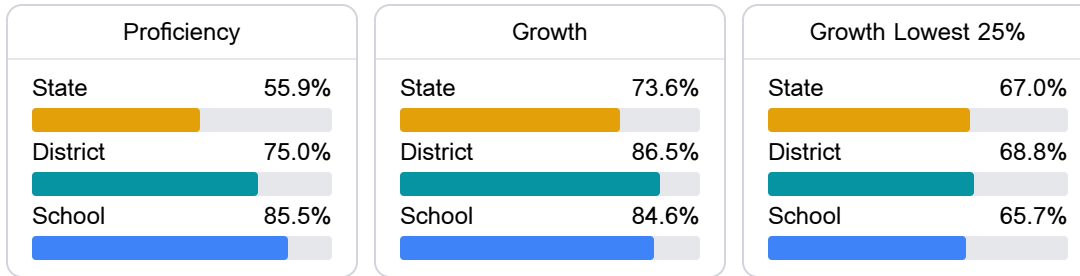 Proficiency
State 55.9%
District 75.0%
School 85.5%
Growth
State 73.6%
District 86.5%
School 84.6%
Growth Lowest 25%
State 67.0%
District 68.8%
School 65.7%